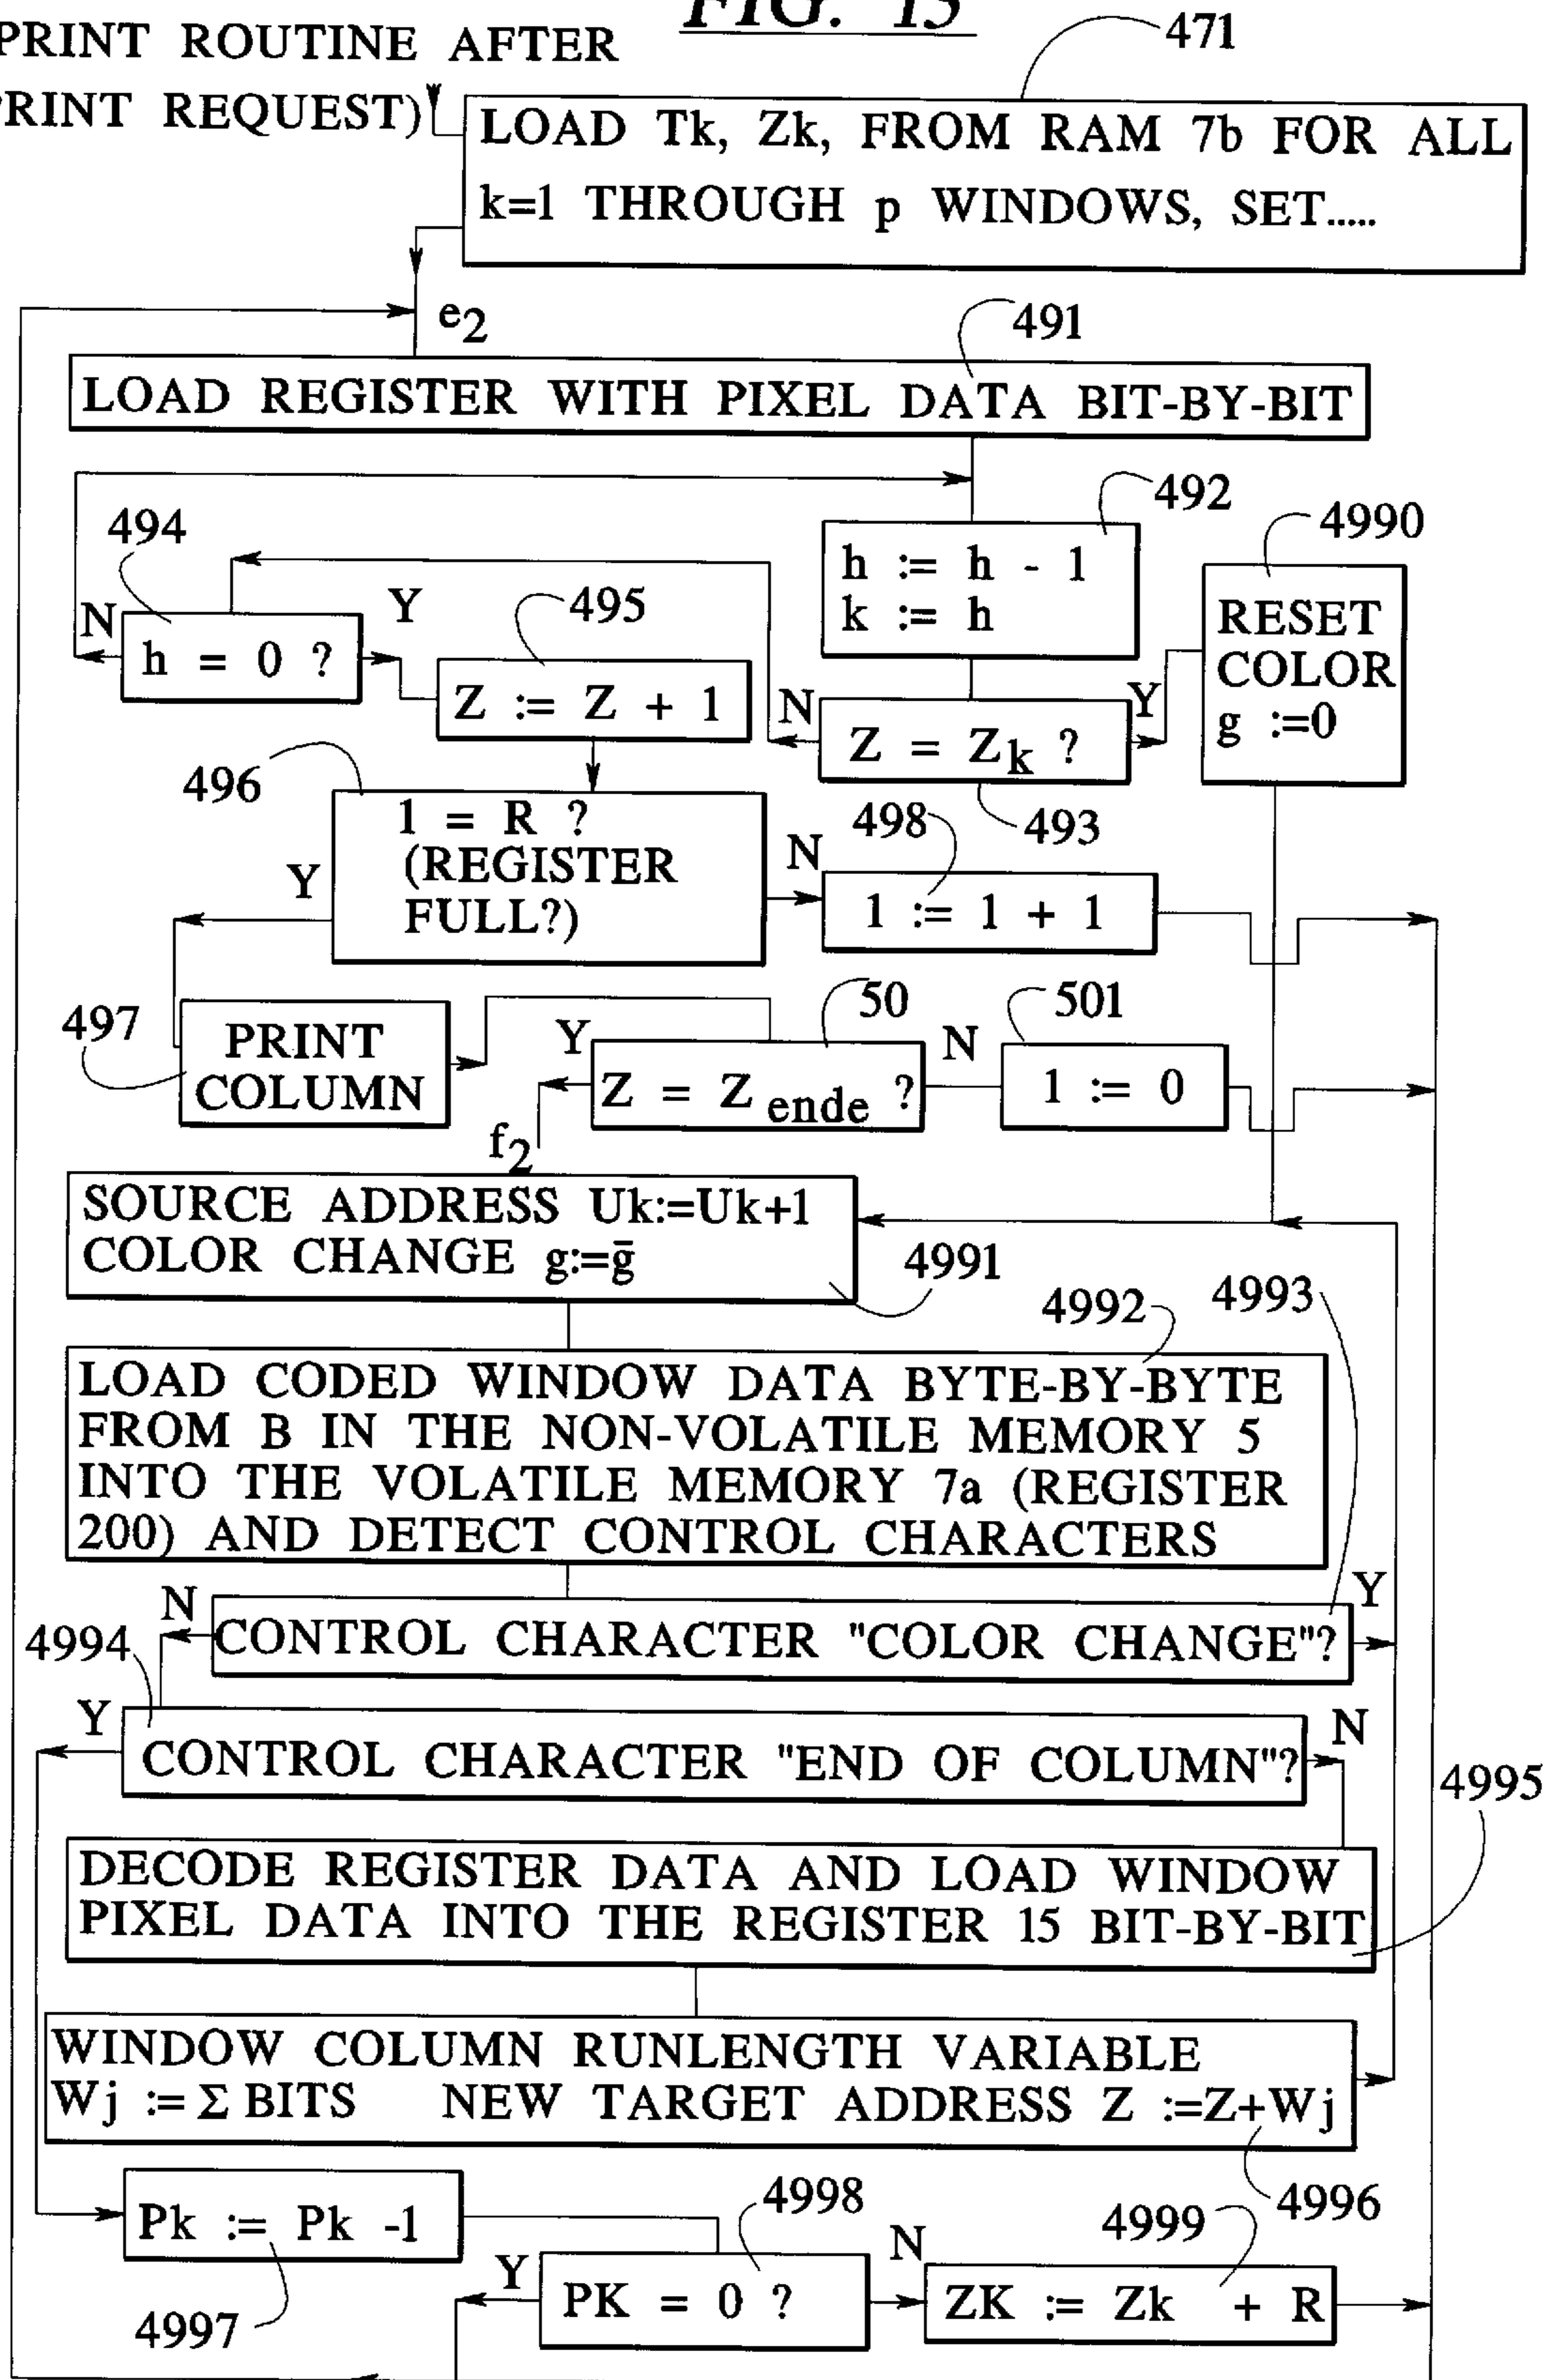 FIG. 15
PRINT ROUTINE AFTER
PRINT REQUEST)
471
LOAD Tk, Zk, FROM RAM 7b FOR ALL
k=1 THROUGH p WINDOWS, SET.....
e2
491
LOAD REGISTER WITH PIXEL DATA BIT-BY-BIT
492
h := h - 1
k := h
4990
RESET
COLOR
g :=0
494
N
h = 0 ?
Y
495
Z := Z + 1
N
Z = Zk ?
Y
493
496
1 = R ?
(REGISTER
FULL?)
Y
N
498
1 := 1 + 1
497
PRINT
COLUMN
50
Y
Z = Z ende ?
N
501
1 := 0
f2
SOURCE ADDRESS Uk:=Uk+1
COLOR CHANGE g:=g̅
4991
4992
4993
LOAD CODED WINDOW DATA BYTE-BY-BYTE
FROM B IN THE NON-VOLATILE MEMORY 5
INTO THE VOLATILE MEMORY 7a (REGISTER
200) AND DETECT CONTROL CHARACTERS
N
CONTROL CHARACTER "COLOR CHANGE"?
Y
4994
Y
CONTROL CHARACTER "END OF COLUMN"?
N
4995
DECODE REGISTER DATA AND LOAD WINDOW
PIXEL DATA INTO THE REGISTER 15 BIT-BY-BIT
WINDOW COLUMN RUNLENGTH VARIABLE
Wj := Σ BITS NEW TARGET ADDRESS Z :=Z+Wj
4996
Pk := Pk -1
4997
4998
Y
PK = 0 ?
N
4999
ZK := Zk + R